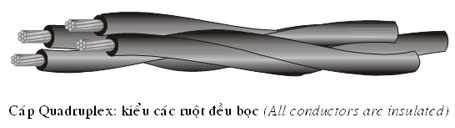 Cáp Quadruplex: kiểu các ruột đều bọc (All conductors are insulated)